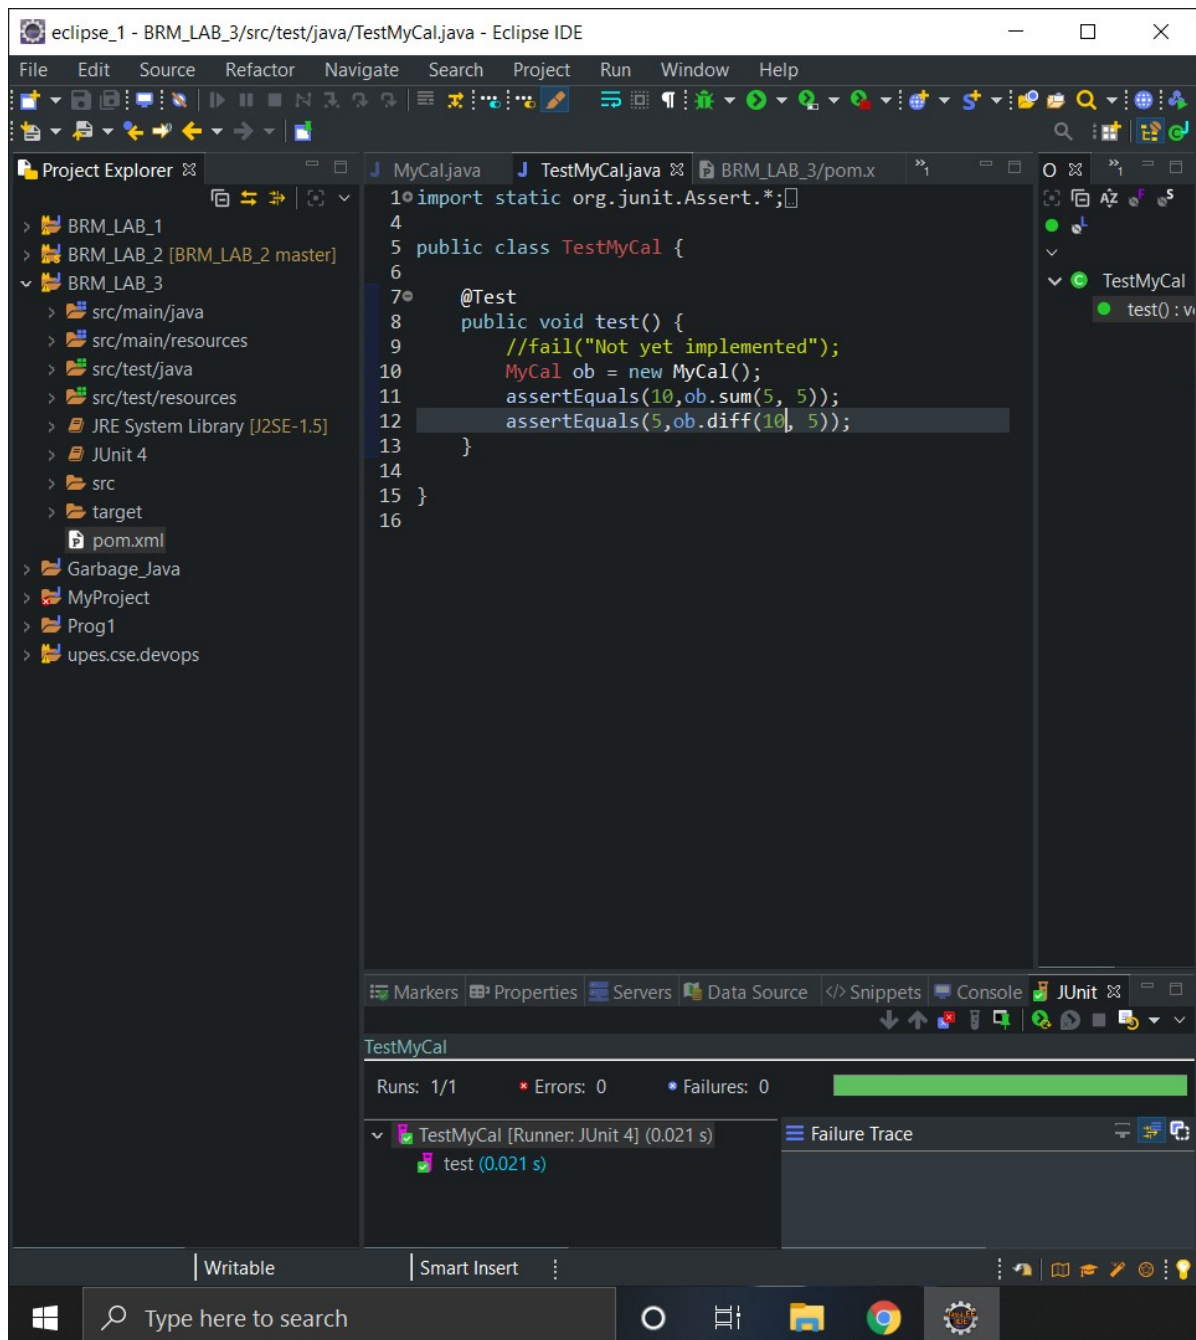 eclipse_1 - BRM_LAB_3/src/test/java/TestMyCal.java - Eclipse IDE
File Edit Source Refactor Navigate Search Project Run Window Help
Project Explorer
BRM_LAB_1
BRM_LAB_2 [BRM_LAB_2 master]
BRM_LAB_3
src/main/java
src/main/resources
src/test/java
src/test/resources
JRE System Library [J2SE-1.5]
JUnit 4
src
target
pom.xml
Garbage_Java
MyProject
Prog1
upes.cse.devops
MyCal.java TestMyCal.java BRM_LAB_3/pom.x »1
1 import static org.junit.Assert.*;
4
5 public class TestMyCal {
6
7 @Test
8 public void test() {
9 //fail("Not yet implemented");
10 MyCal ob = new MyCal();
11 assertEquals(10,ob.sum(5, 5));
12 assertEquals(5,ob.diff(10, 5));
13 }
14
15 }
16
O »1
TestMyCal
test() : v
Markers Properties Servers Data Source Snippets Console JUnit
TestMyCal
Runs: 1/1 Errors: 0 Failures: 0
TestMyCal [Runner: JUnit 4] (0.021 s)
test (0.021 s)
Failure Trace
Writable Smart Insert
Type here to search